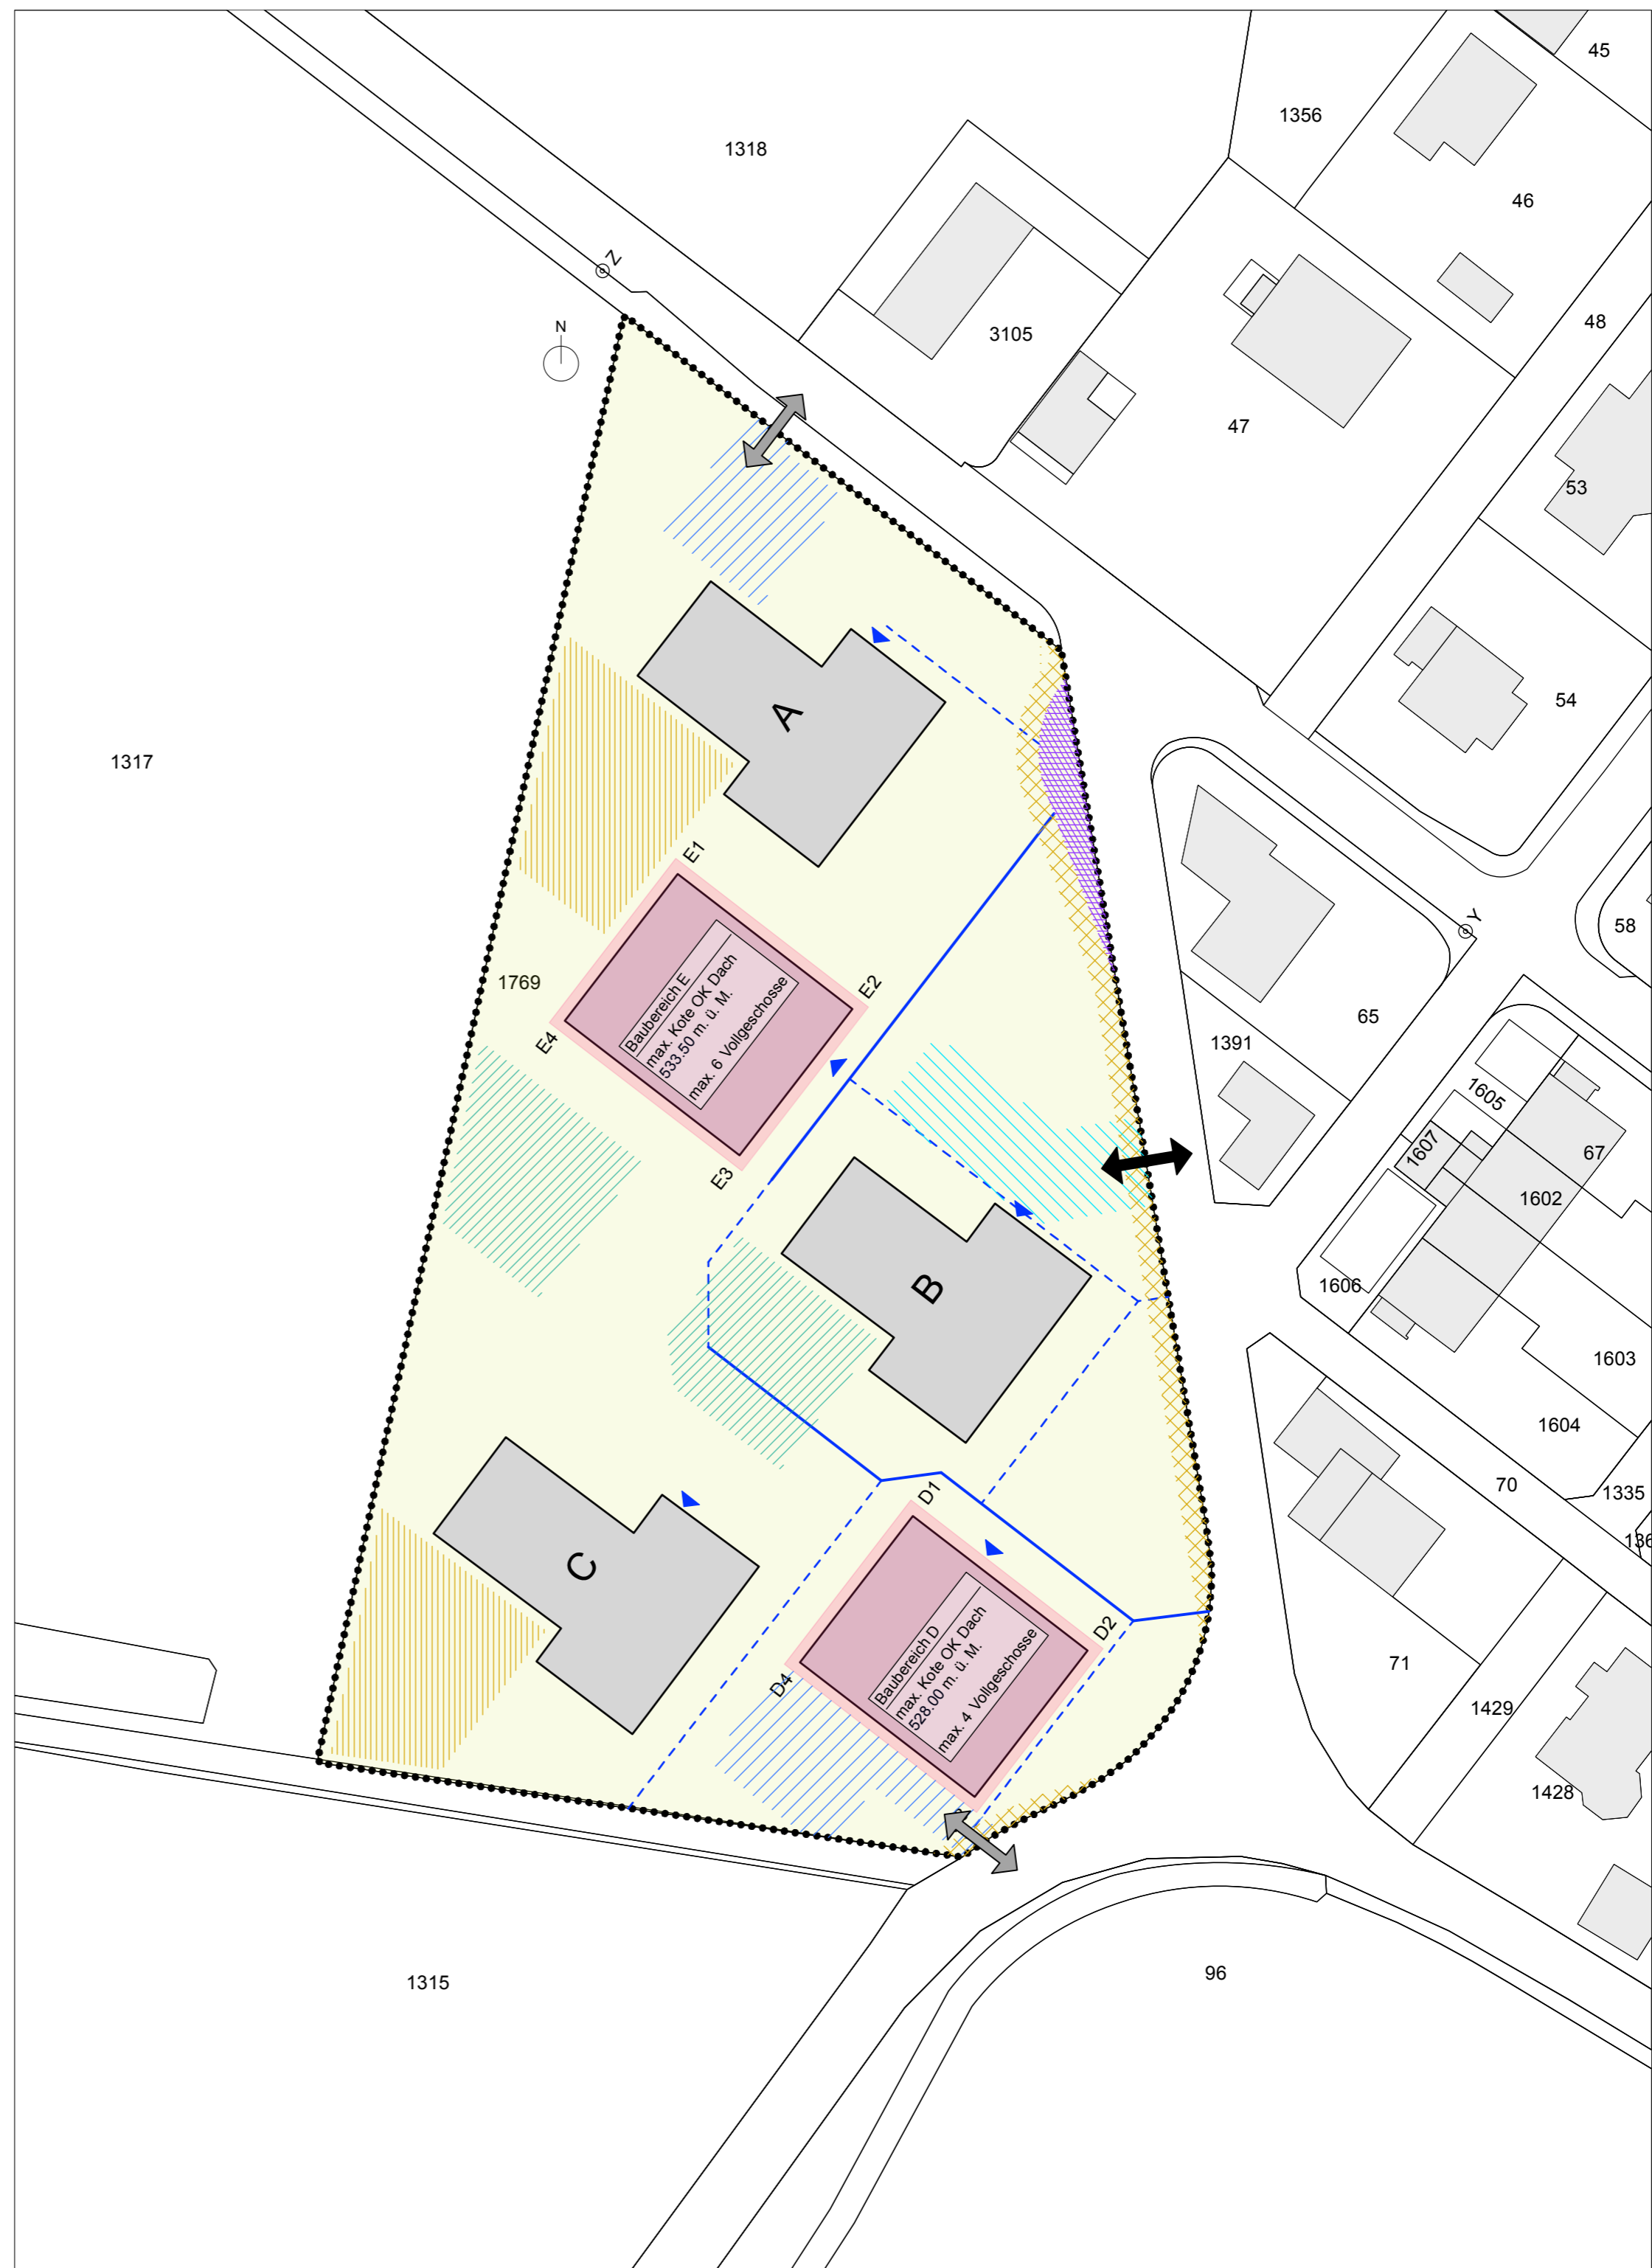 45
1356
1318
46
Z
N
48
3105
47
53
54
A
1317
E1
Y
58
E2
1769
Baubereich E
max. Kote OK Dach
533.50 m. ü. M.
max. 6 Vollgeschosse
65
E4
1391
1605
1607
67
E3
1602
B
1606
1603
1604
70
D1
1335
136
C
Baubereich D
max. Kote OK Dach
528.00 m. ü. M.
max. 4 Vollgeschosse
D2
D4
71
1429
1428
96
1315